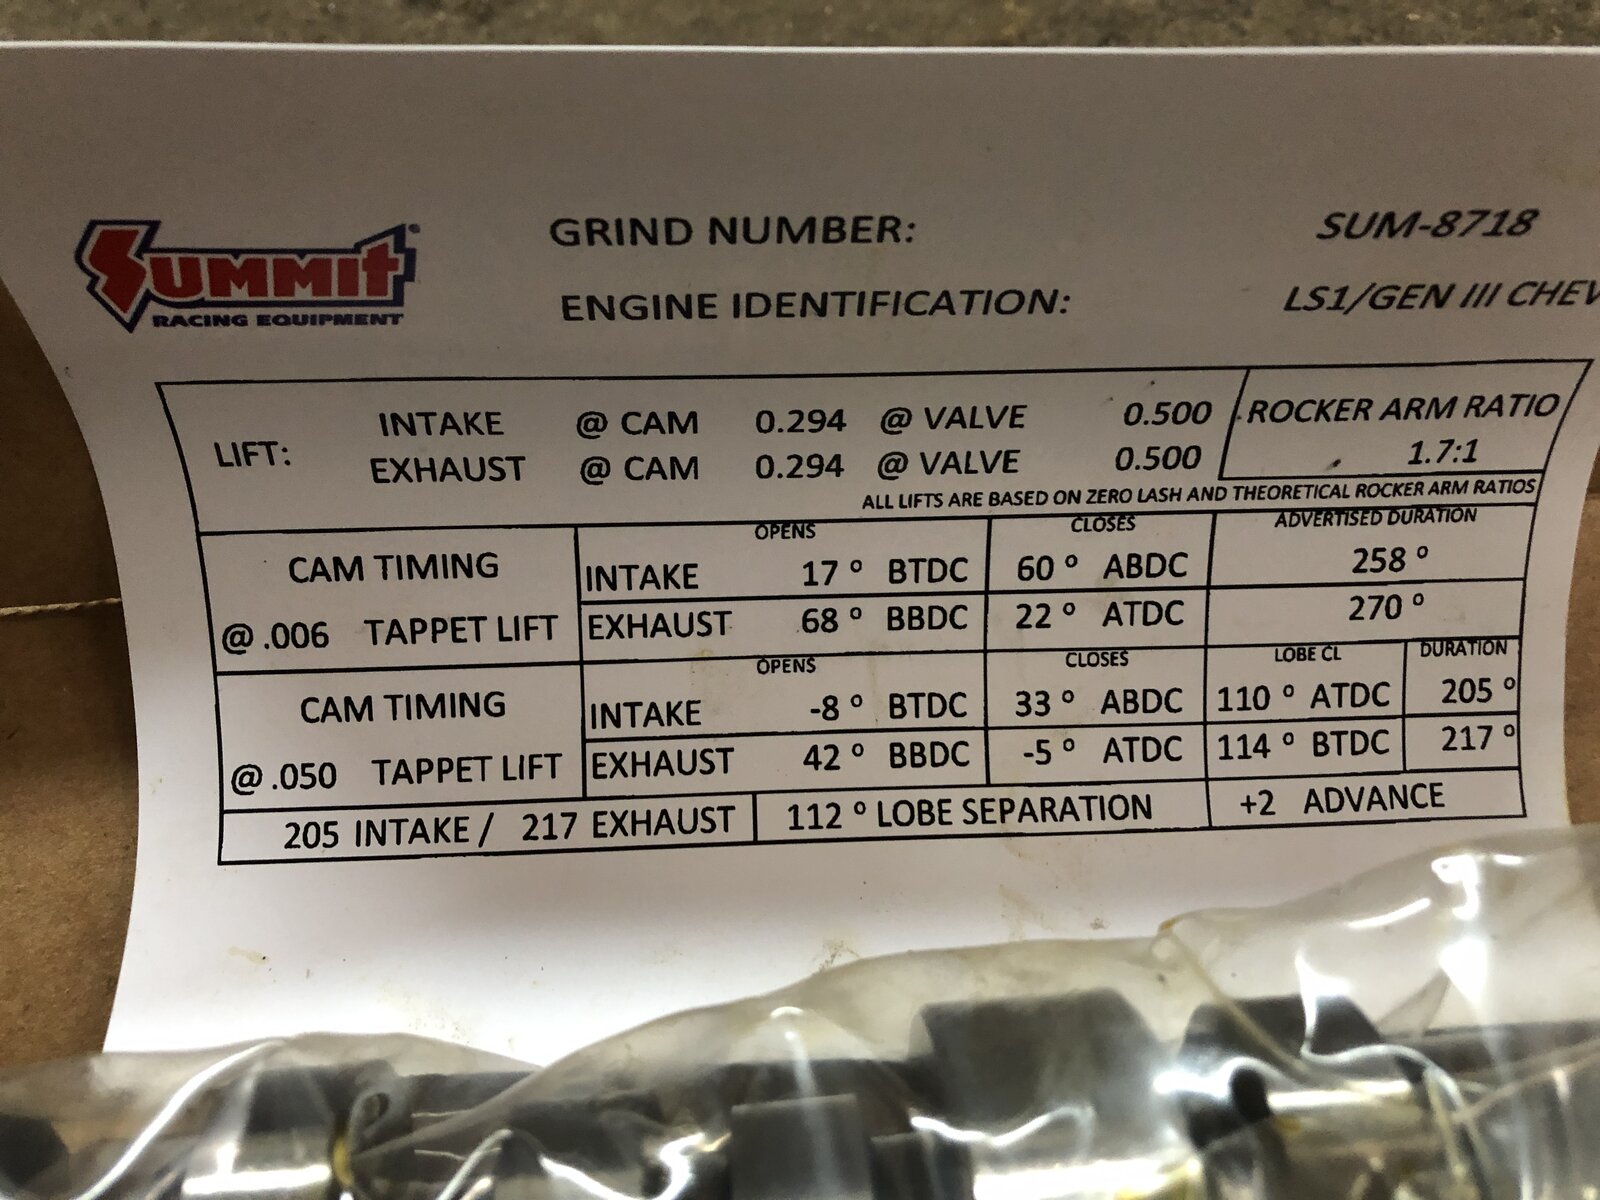 SUMMIT
RACING EQUIPMENT
GRIND NUMBER: SUM-8718
ENGINE IDENTIFICATION: LS1/GEN III CHEV
LIFT:
INTAKE @ CAM 0.294 @ VALVE 0.500
EXHAUST @ CAM 0.294 @ VALVE 0.500
ROCKER ARM RATIO
1.7:1
ALL LIFTS ARE BASED ON ZERO LASH AND THEORETICAL ROCKER ARM RATIOS
CAM TIMING
@ .006 TAPPET LIFT
OPENS CLOSES ADVERTISED DURATION
INTAKE 17 º BTDC 60 º ABDC 258 º
EXHAUST 68 º BBDC 22 º ATDC 270 º
CAM TIMING
@ .050 TAPPET LIFT
OPENS CLOSES LOBE CL DURATION
INTAKE -8 º BTDC 33 º ABDC 110 º ATDC 205 º
EXHAUST 42 º BBDC -5 º ATDC 114 º BTDC 217 º
205 INTAKE / 217 EXHAUST 112 º LOBE SEPARATION +2 ADVANCE